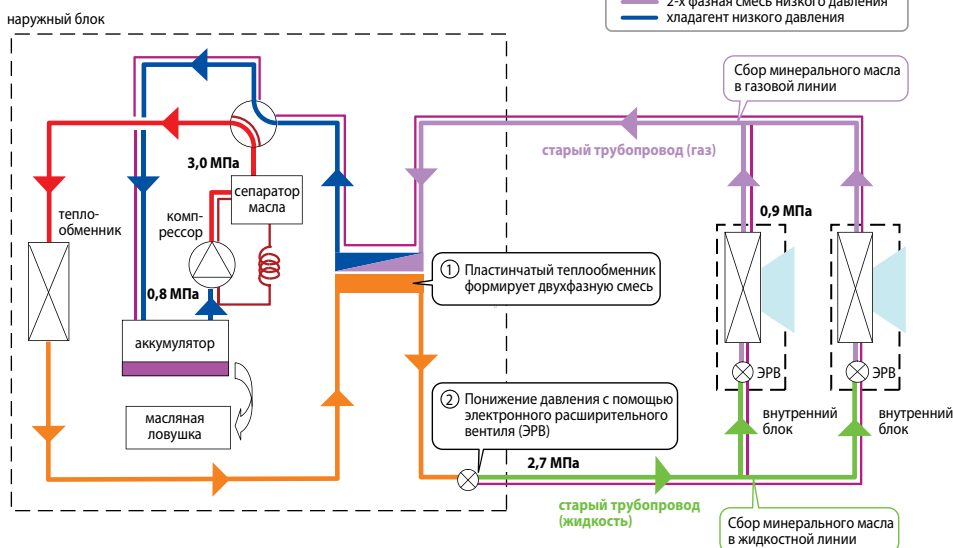 2-х фазная смесь низкого давления
хладагент низкого давления
наружный блок
Сбор минерального масла
в газовой линии
старый трубопровод (газ)
3,0 МПа
сепаратор
масла
тепло-
обменник
комп-
рессор
0,9 МПа
① Пластинчатый теплообменник
формирует двухфазную смесь
0,8 МПа
аккумулятор
ЭРВ
ЭРВ
② Понижение давления с помощью
электронного расширительного
вентиля (ЭРВ)
масляная
ловушка
внутренний
блок
внутренний
блок
2,7 МПа
старый трубопровод
(жидкость)
Сбор минерального масла
в жидкостной линии